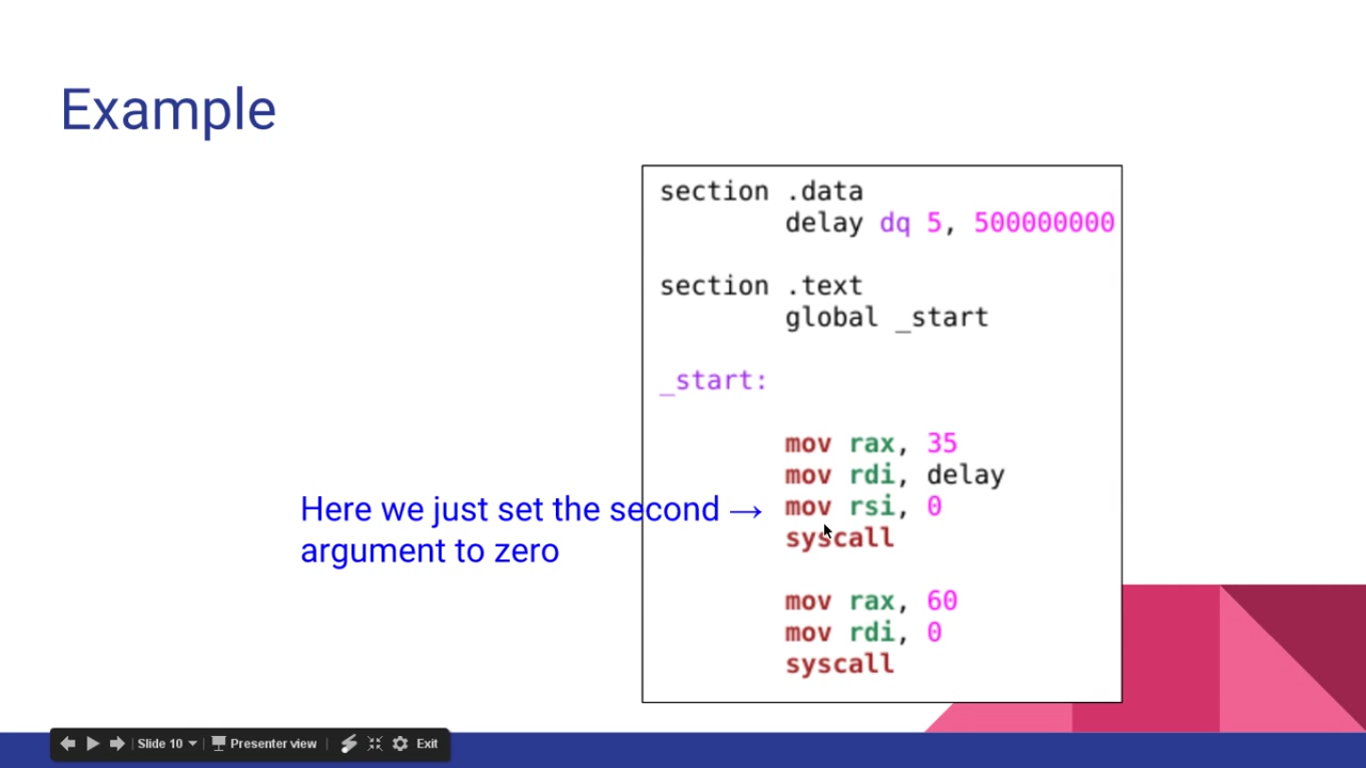 Example
section .data
delay dq 5, 500000000
section .text
global _start
_start:
mov rax, 35
mov rdi, delay
Here we just set the second → mov rsi, 0
argument to zero
syscall
mov rax, 60
mov rdi, 0
syscall
Slide 10 Presenter view Exit